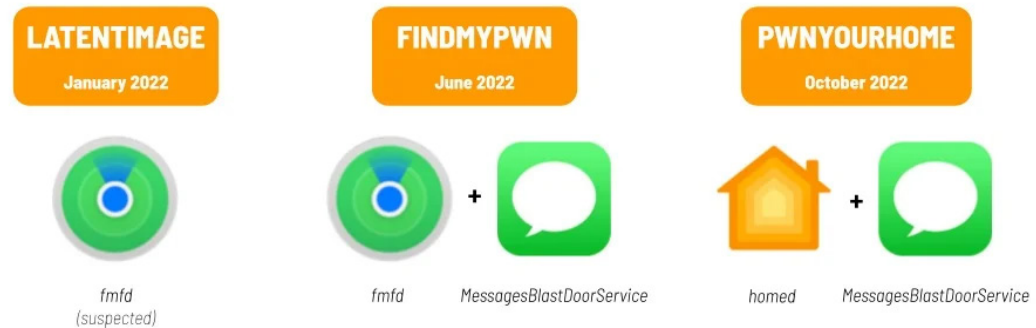 LATENTIMAGE
January 2022
FINDMYPWN
June 2022
PWNYOURHOME
October 2022
+
+
fmfd
(suspected)
fmfd
MessagesBlastDoorService
homed
MessagesBlastDoorService